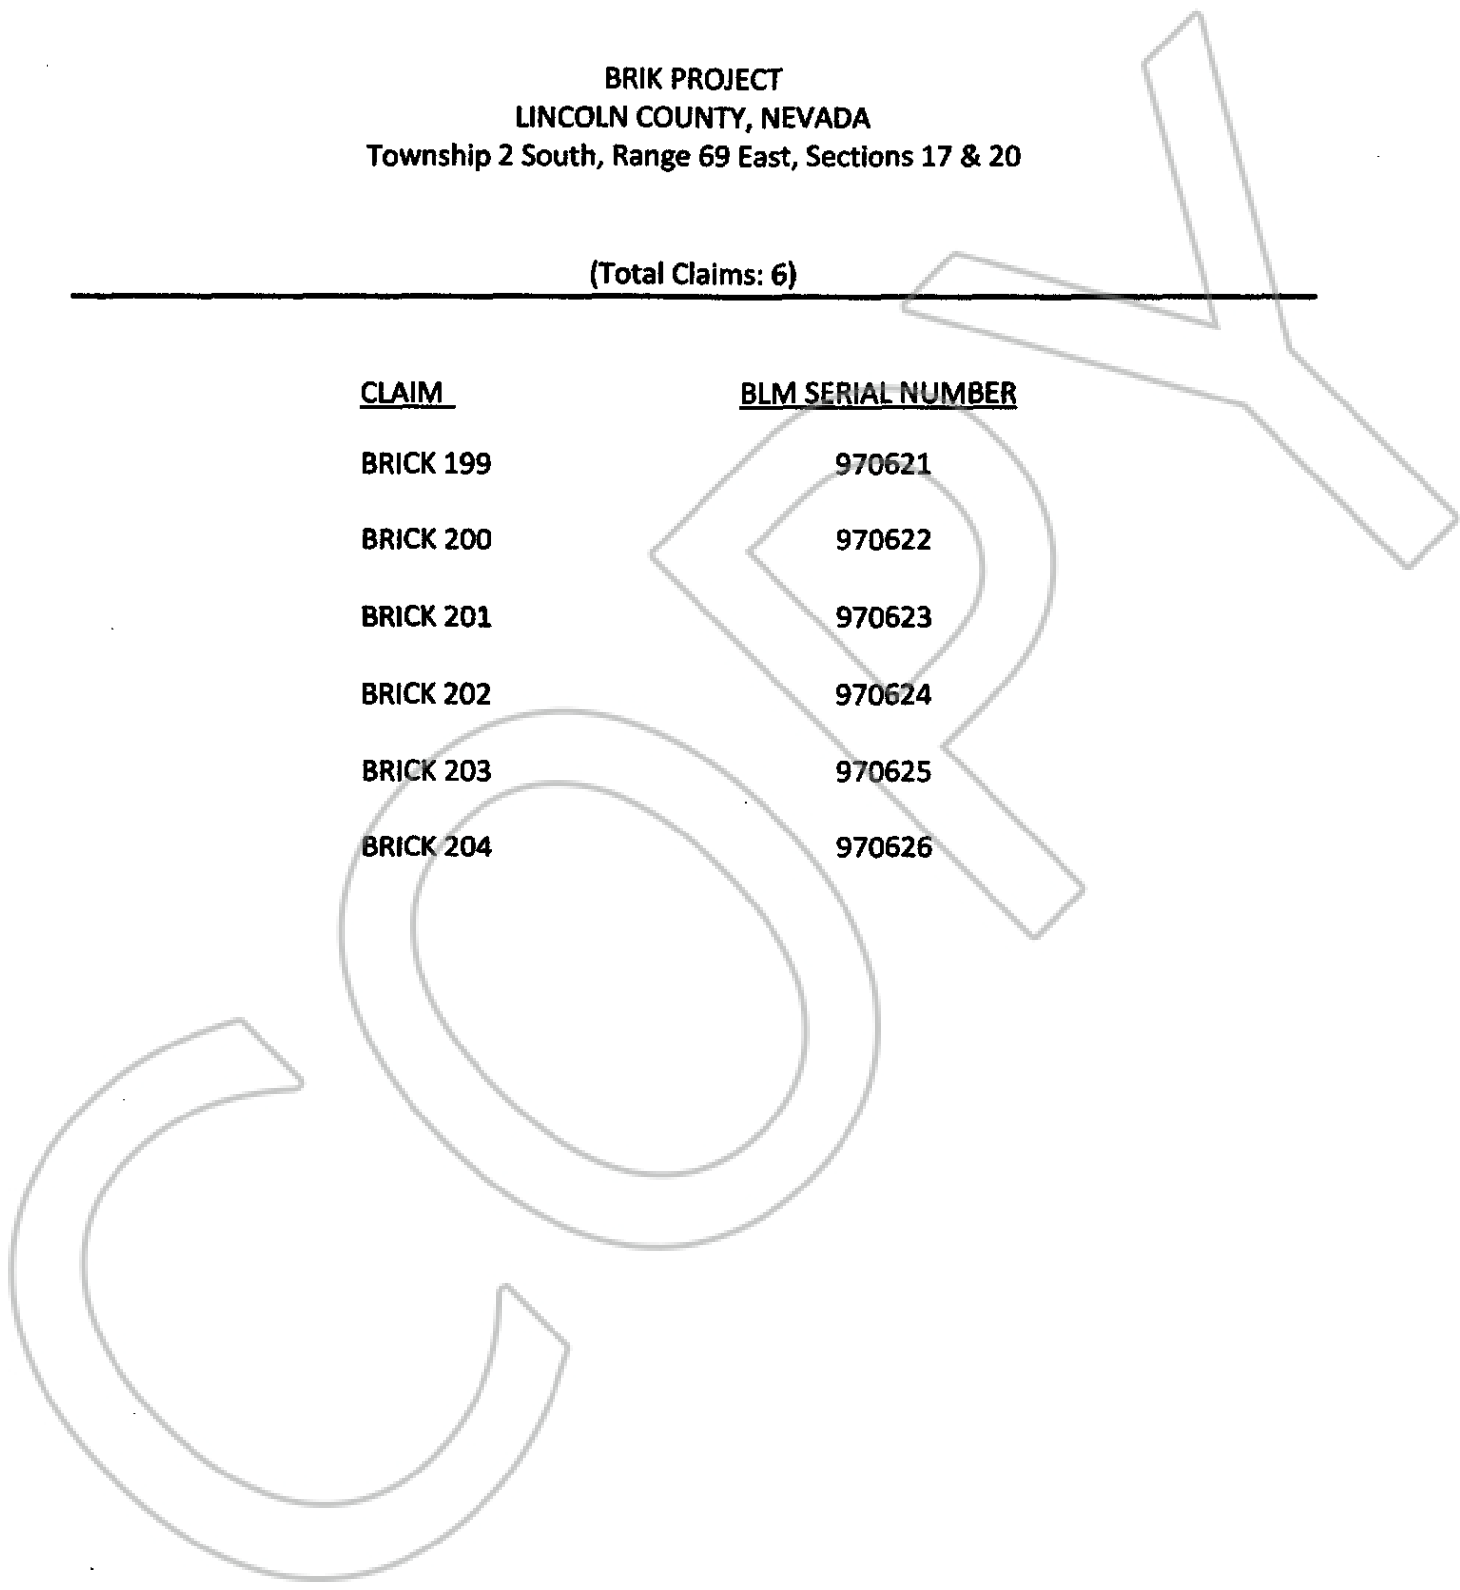 BRIK PROJECT
LINCOLN COUNTY, NEVADA
Township 2 South, Range 69 East, Sections 17 & 20
(Total Claims: 6)
CLAIM BLM SERIAL NUMBER
BRICK 199 970621
BRICK 200 970622
BRICK 201 970623
BRICK 202 970624
BRICK 203 970625
BRICK 204 970626
COPY